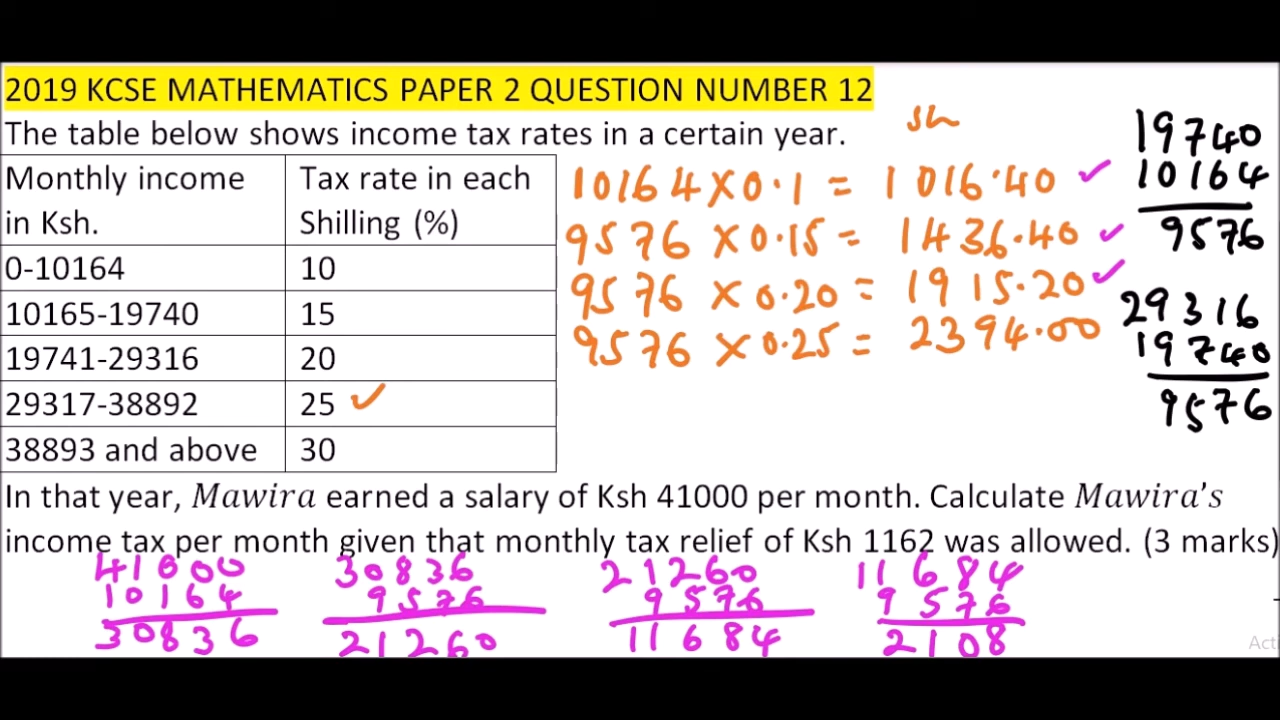 2019 KCSE MATHEMATICS PAPER 2 QUESTION NUMBER 12
The table below shows income tax rates in a certain year.
Monthly income in Ksh.
Tax rate in each Shilling (%)
0-10164 10
10165-19740 15
19741-29316 20
29317-38892 25 ✓
38893 and above 30
sh
10164 × 0.1 = 1016.40 ✓
9576 × 0.15 = 1436.40 ✓
9576 × 0.20 = 1915.20 ✓
9576 × 0.25 = 2394.00
19740
10164
9576
29316
19740
9576
In that year, Mawira earned a salary of Ksh 41000 per month. Calculate Mawira's
income tax per month given that monthly tax relief of Ksh 1162 was allowed. (3 marks)
41000
10164
30836
30836
9576
21260
21260
9576
11684
11684
9576
2108
Acti